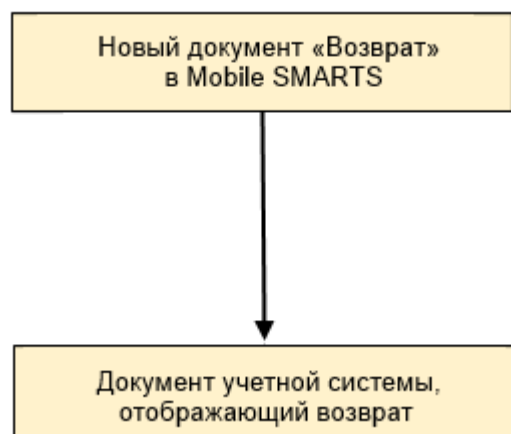 Новый документ «Возврат»
в Mobile SMARTS
Документ учетной системы,
отображающий возврат